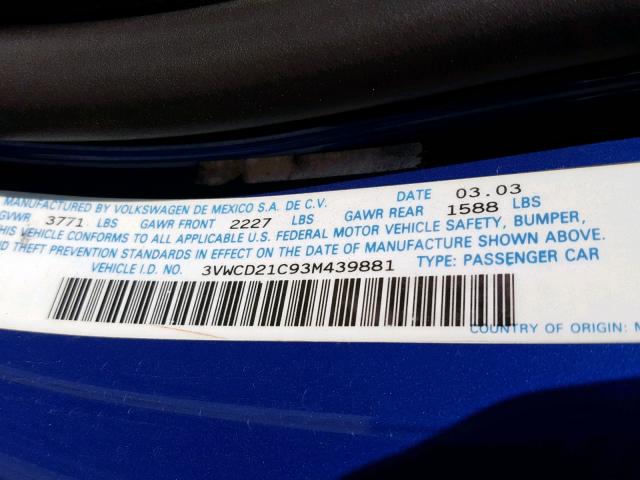 MANUFACTURED BY VOLKSWAGEN DE MEXICO S.A. DE C.V. DATE 03.03
GVWR 3771 LBS GAWR FRONT 2227 LBS GAWR REAR 1588 LBS
THIS VEHICLE CONFORMS TO ALL APPLICABLE U.S. FEDERAL MOTOR VEHICLE SAFETY, BUMPER,
AND THEFT PREVENTION STANDARDS IN EFFECT ON THE DATE OF MANUFACTURE SHOWN ABOVE.
VEHICLE I.D. NO. 3VWCD21C93M439881 TYPE: PASSENGER CAR
COUNTRY OF ORIGIN: M